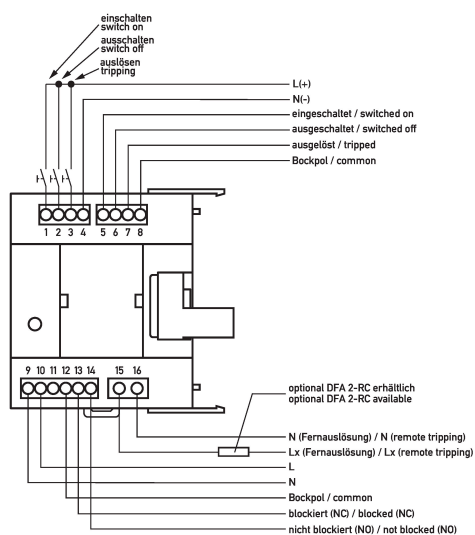 einschalten
switch on
ausschalten
switch off
auslösen
tripping
L(+)
N(-)
eingeschaltet / switched on
ausgeschaltet / switched off
ausgelöst / tripped
Bockpol / common
1 2 3 4 5 6 7 8
9 10 11 12 13 14 15 16
optional DFA 2-RC erhältlich
optional DFA 2-RC available
N (Fernauslösung) / N (remote tripping)
Lx (Fernauslösung) / Lx (remote tripping)
L
N
Bockpol / common
blockiert (NC) / blocked (NC)
nicht blockiert (NO) / not blocked (NO)